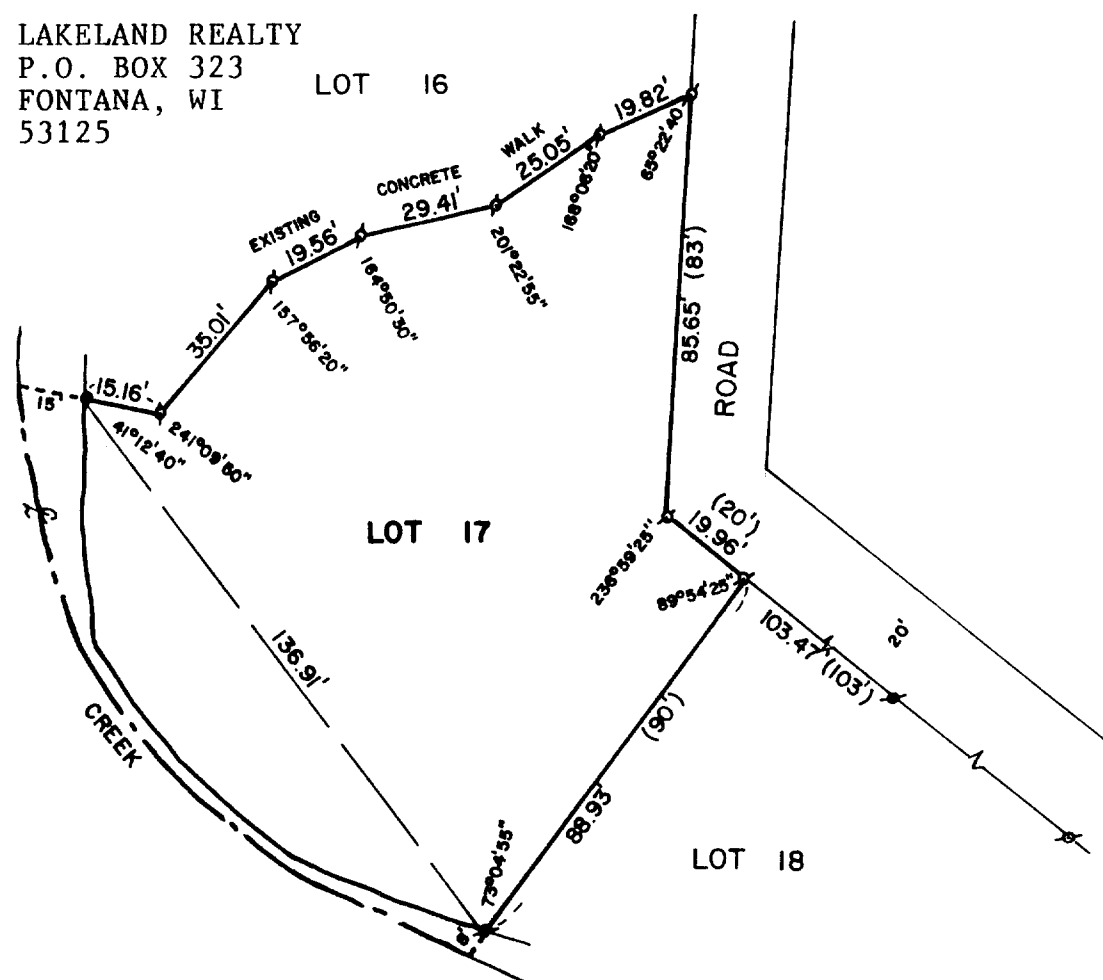 LAKELAND REALTY
P.O. BOX 323
FONTANA, WI
53125
LOT 16
19.82'
WALK
25.05'
65°22'40
168°06'20"
CONCRETE
29.41'
EXISTING
19.56'
201°22'55"
164°50'30"
157°56'20"
35.01'
85.65' (83')
ROAD
15'
15.16'
41°12'40"
241°09'50"
LOT 17
(20')
19.96'
236°59'25"
89°54'25"
103.47'(103')
20'
136.91'
(90')
88.93'
CREEK
73°04'55"
LOT 18